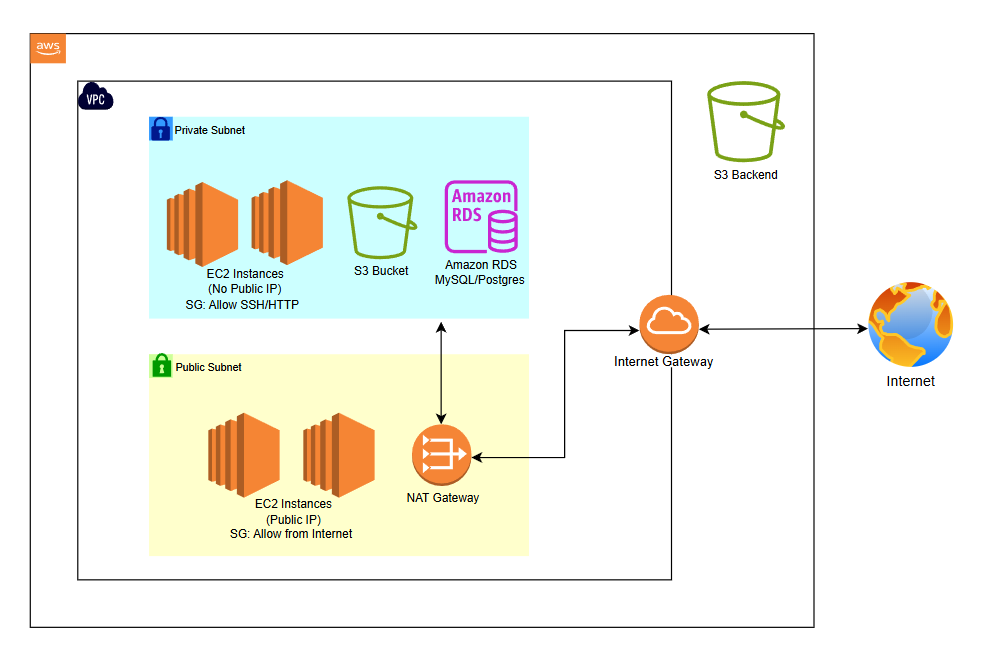 aws
VPC
Private Subnet
EC2 Instances
(No Public IP)
SG: Allow SSH/HTTP
S3 Bucket
Amazon
RDS
Amazon RDS
MySQL/Postgres
S3 Backend
Internet Gateway
Internet
Public Subnet
EC2 Instances
(Public IP)
SG: Allow from Internet
NAT Gateway